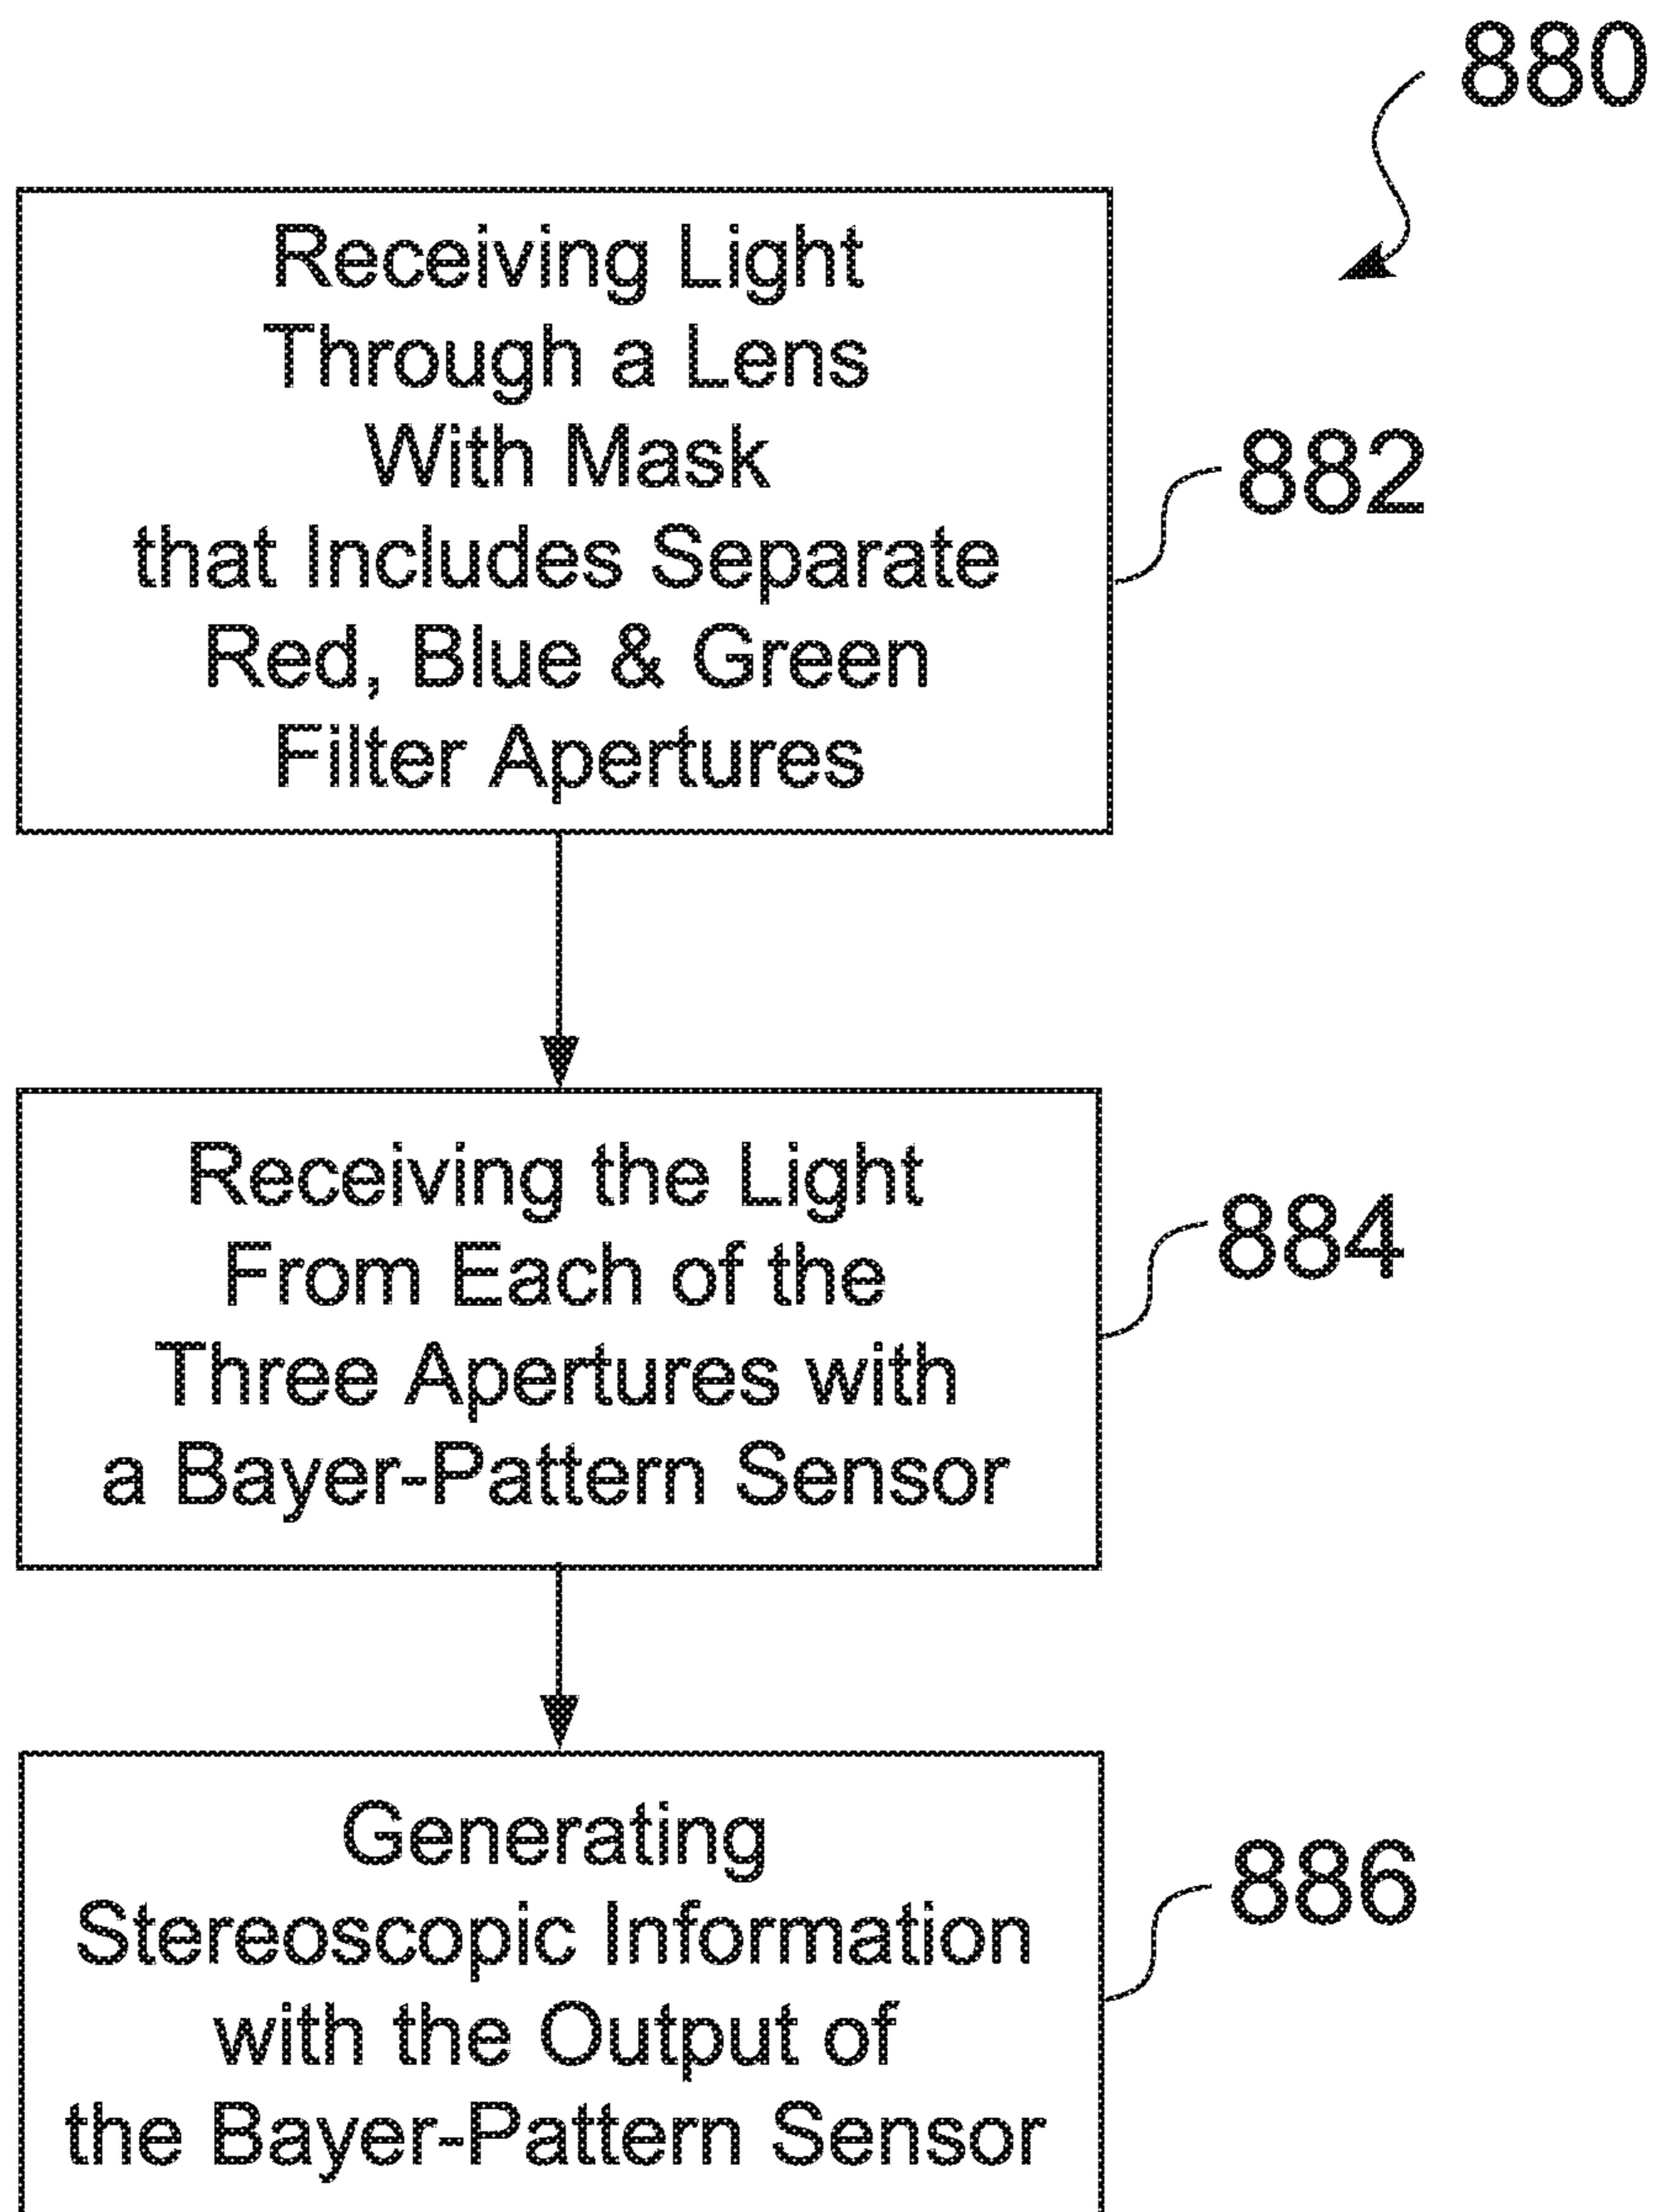 880
Receiving Light
Through a Lens
With Mask
that Includes Separate
Red, Blue & Green
Filter Apertures
882
Receiving the Light
From Each of the
Three Apertures with
a Bayer-Pattern Sensor
884
Generating
Stereoscopic Information
with the Output of
the Bayer-Pattern Sensor
886